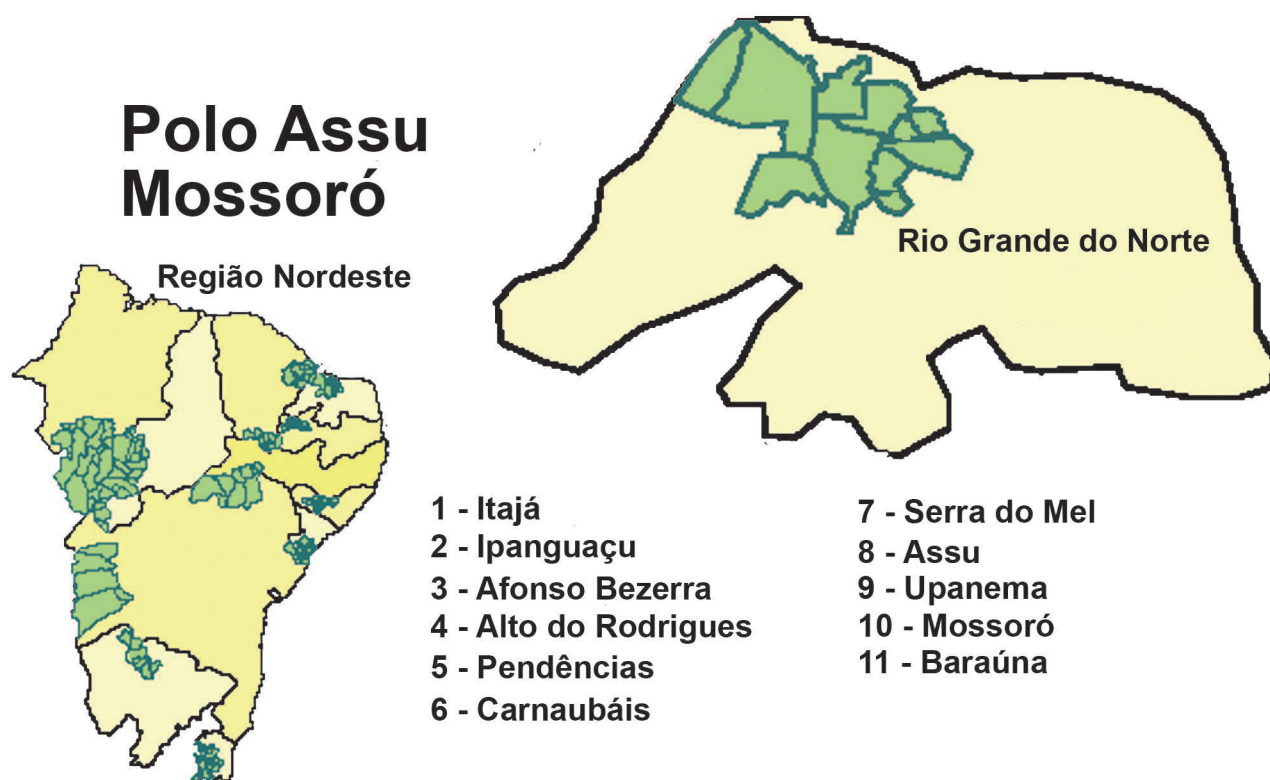 Polo Assu
Mossoró
Região Nordeste
Rio Grande do Norte
1 - Itajá
2 - Ipanguaçu
3 - Afonso Bezerra
4 - Alto do Rodrigues
5 - Pendências
6 - Carnaubáis
7 - Serra do Mel
8 - Assu
9 - Upanema
10 - Mossoró
11 - Baraúna